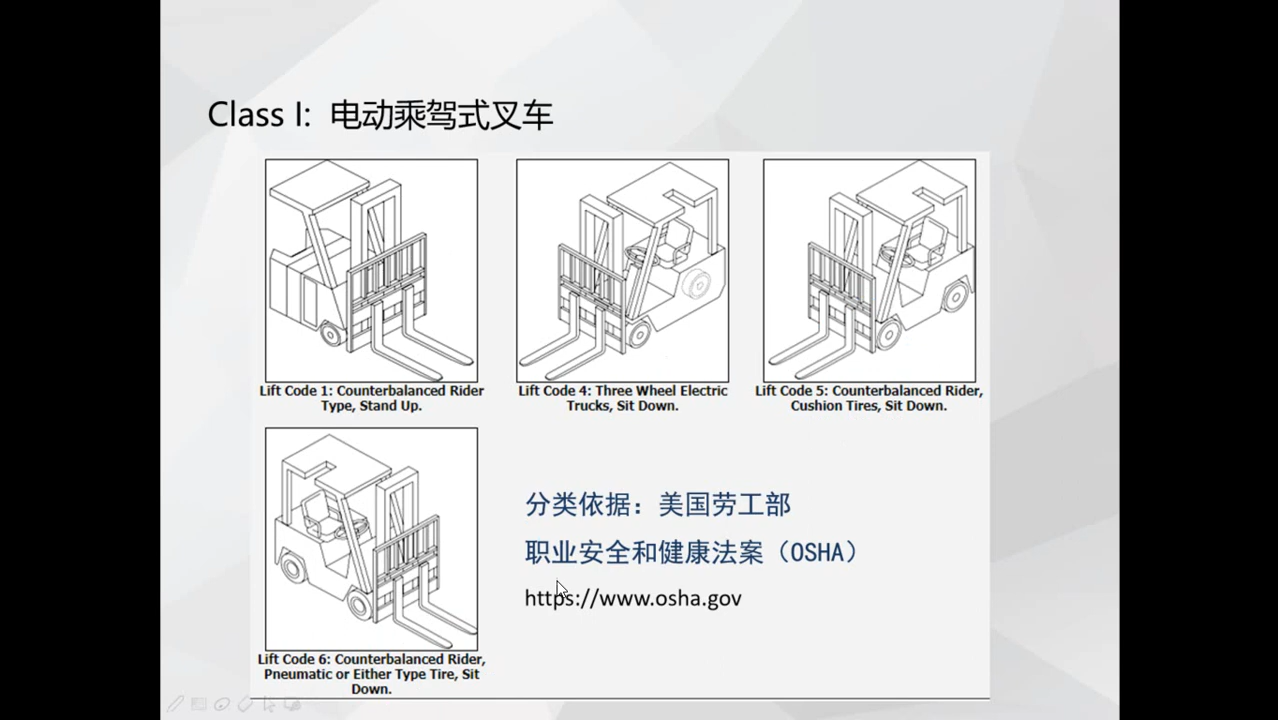 Class I: 电动乘驾式叉车
Lift Code 1: Counterbalanced Rider
Type, Stand Up.
Lift Code 4: Three Wheel Electric
Trucks, Sit Down.
Lift Code 5: Counterbalanced Rider,
Cushion Tires, Sit Down.
Lift Code 6: Counterbalanced Rider,
Pneumatic or Either Type Tire, Sit
Down.
分类依据：美国劳工部
职业安全和健康法案（OSHA）
https://www.osha.gov